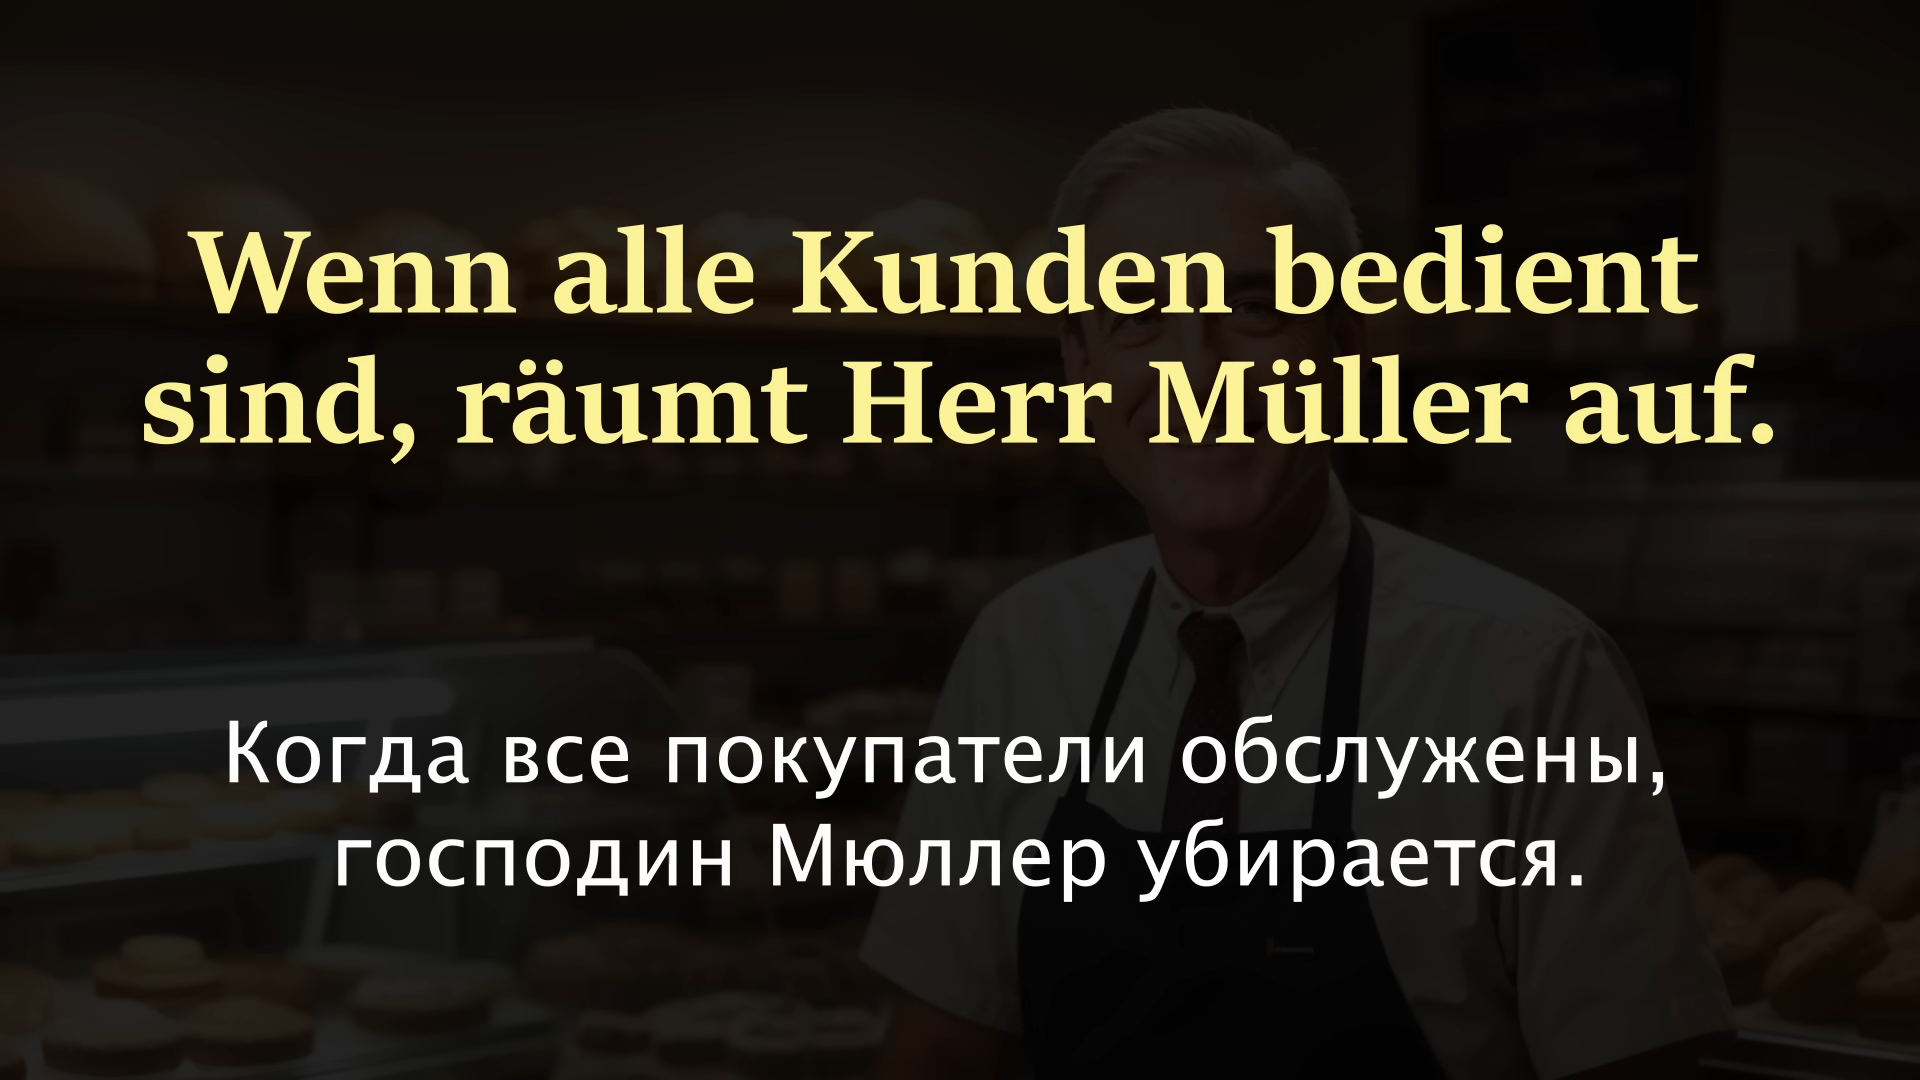 Wenn alle Kunden bedient
sind, räumt Herr Müller auf.
Когда все покупатели обслужены,
господин Мюллер убирается.